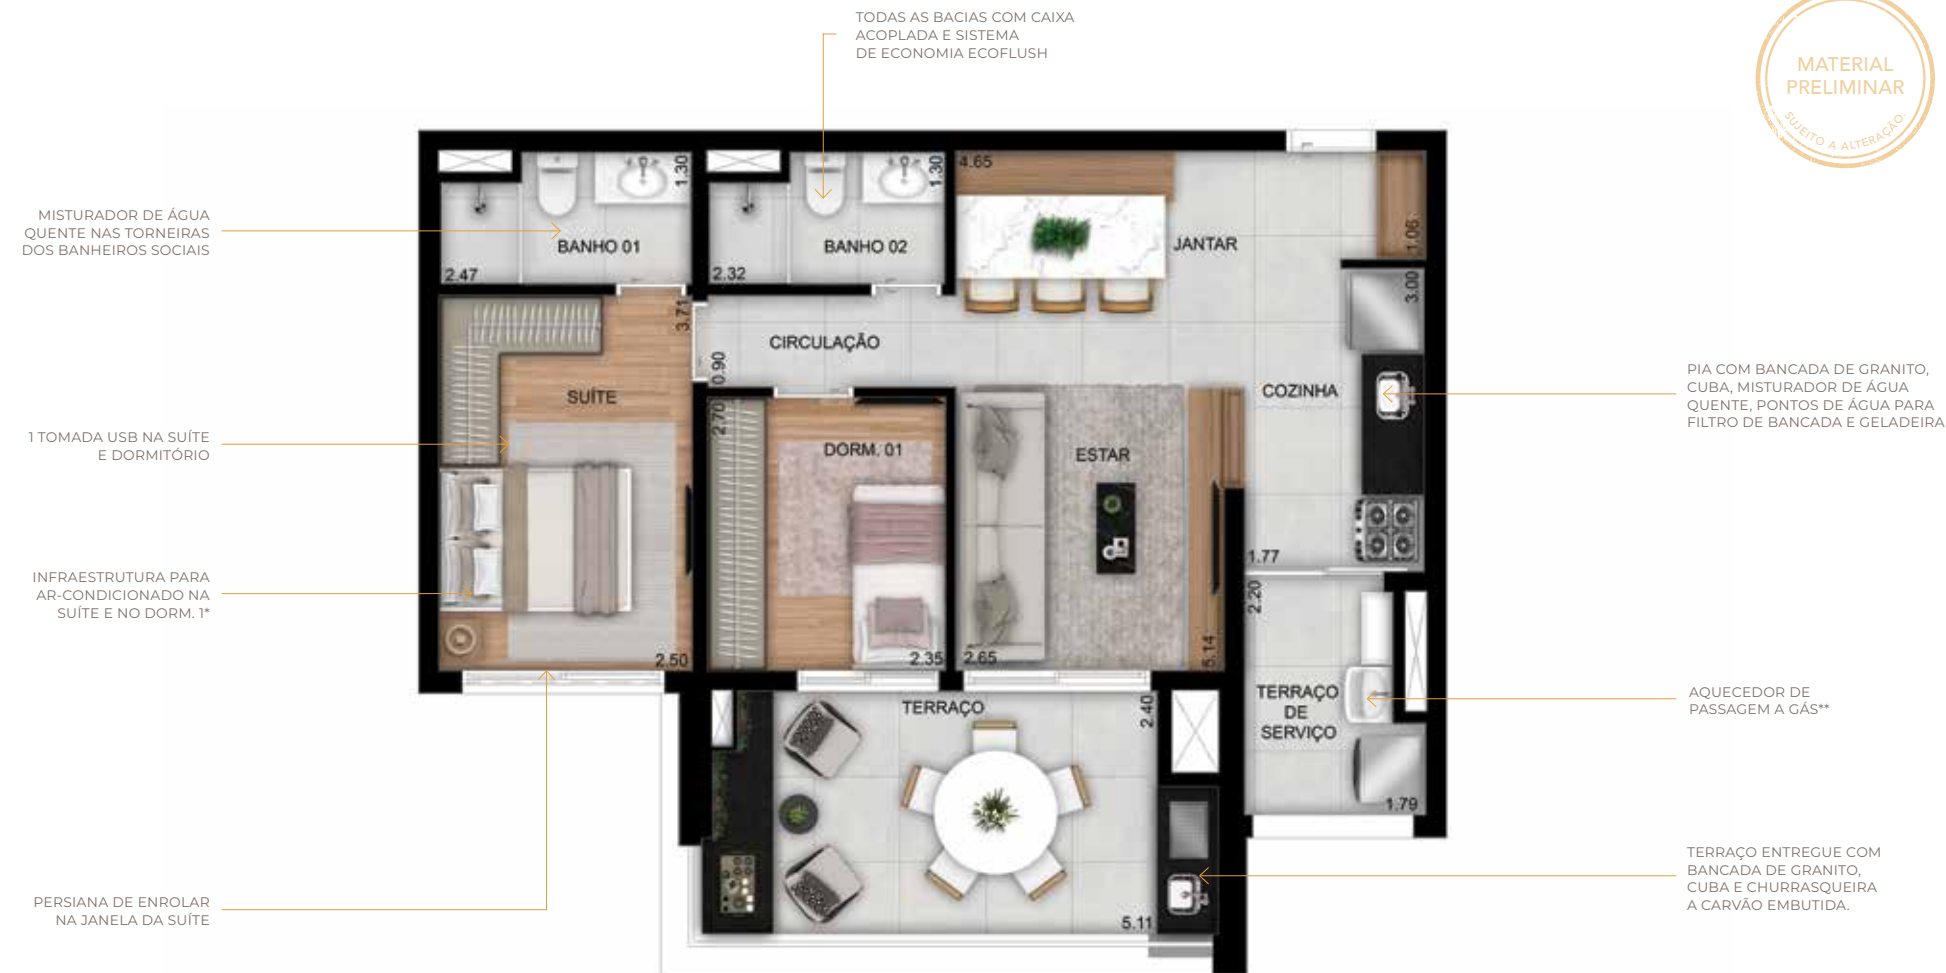 TODAS AS BACIAS COM CAIXA
ACOPLADA E SISTEMA
DE ECONOMIA ECOFLUSH
MATERIAL
PRELIMINAR
SUJEITO A ALTERAÇÃO.
MISTURADOR DE ÁGUA
QUENTE NAS TORNEIRAS
DOS BANHEIROS SOCIAIS
1 TOMADA USB NA SUÍTE
E DORMITÓRIO
INFRAESTRUTURA PARA
AR-CONDICIONADO NA
SUÍTE E NO DORM. 1*
PERSIANA DE ENROLAR
NA JANELA DA SUÍTE
1.30
BANHO 01
2.47
1.30
BANHO 02
2.32
4.65
JANTAR
1.06
3.00
3.71
CIRCULAÇÃO
0.90
SUÍTE
2.50
2.70
DORM. 01
2.35
ESTAR
2.65
5.14
COZINHA
1.77
2.20
TERRAÇO
DE
SERVIÇO
1.79
TERRAÇO
2.40
5.11
PIA COM BANCADA DE GRANITO,
CUBA, MISTURADOR DE ÁGUA
QUENTE, PONTOS DE ÁGUA PARA
FILTRO DE BANCADA E GELADEIRA
AQUECEDOR DE
PASSAGEM A GÁS**
TERRAÇO ENTREGUE COM
BANCADA DE GRANITO,
CUBA E CHURRASQUEIRA
A CARVÃO EMBUTIDA.